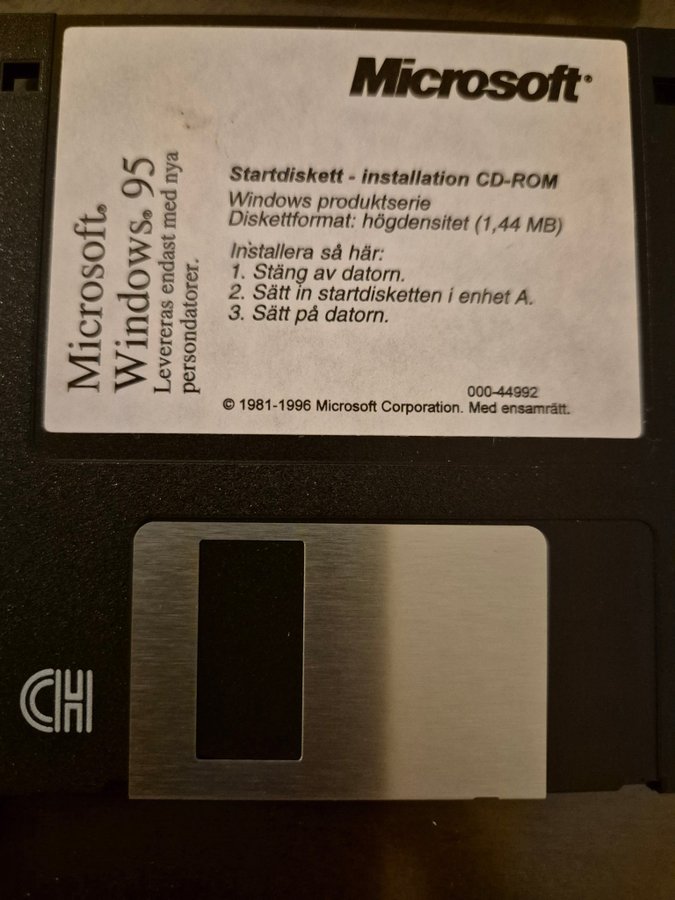 Microsoft®
Microsoft®
Windows® 95
Levereras endast med nya
persondatorer.
Startdiskett - installation CD-ROM
Windows produktserie
Diskettformat: högdensitet (1,44 MB)
Installera så här:
1. Stäng av datorn.
2. Sätt in startdisketten i enhet A.
3. Sätt på datorn.
000-44992
© 1981-1996 Microsoft Corporation. Med ensamrätt.
CH